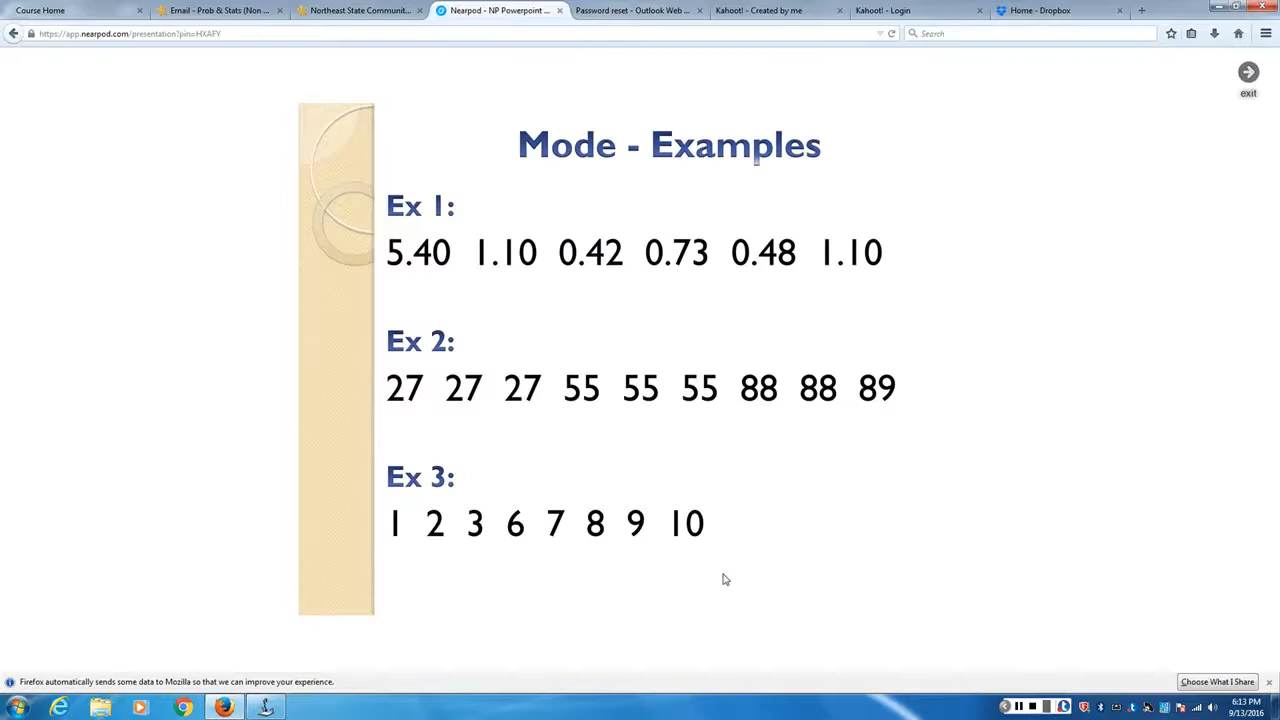 Course Home
Email - Prob & Stats (Non ...
Northeast State Communit...
Nearpod - NP Powerpoint ...
Password reset - Outlook Web ...
Kahoot! - Created by me
Kahoot! - Login
Home - Dropbox
https://app.nearpod.com/presentation?pin=HXAFY
Search
exit
Mode - Examples
Ex 1:
5.40 1.10 0.42 0.73 0.48 1.10
Ex 2:
27 27 27 55 55 55 88 88 89
Ex 3:
1 2 3 6 7 8 9 10
Firefox automatically sends some data to Mozilla so that we can improve your experience.
Choose What I Share
6:13 PM
9/13/2016